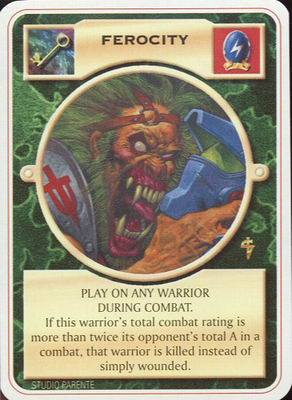 FEROCITY
PLAY ON ANY WARRIOR
DURING COMBAT.
If this warrior's total combat rating is
more than twice its opponent's total A in a
combat, that warrior is killed instead of
simply wounded.
STUDIO PARENTE